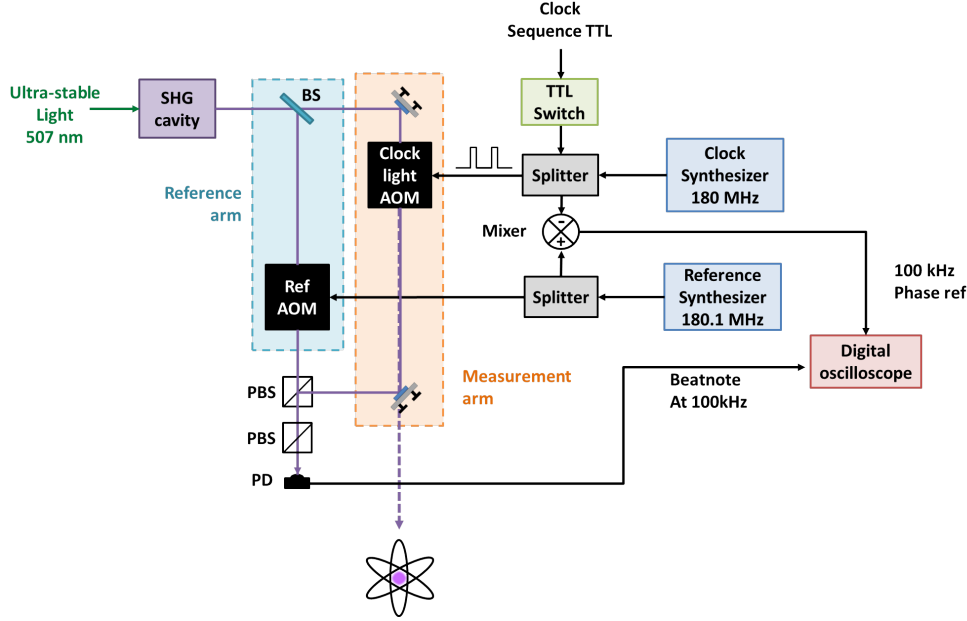 Clock
Sequence TTL
Ultra-stable
Light
507 nm
SHG
cavity
BS
TTL
Switch
Clock
light
AOM
Splitter
Clock
Synthesizer
180 MHz
Reference
arm
Mixer
-
+
Ref
AOM
Splitter
Reference
Synthesizer
180.1 MHz
100 kHz
Phase ref
Digital
oscilloscope
PBS
Measurement
arm
Beatnote
At 100kHz
PBS
PD